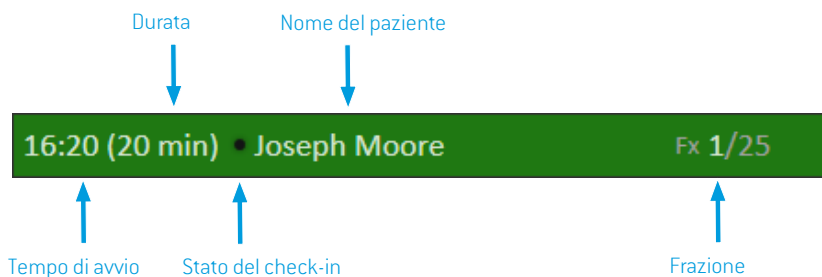 Durata Nome del paziente
16:20 (20 min) • Joseph Moore Fx 1/25
Tempo di avvio Stato del check-in Frazione